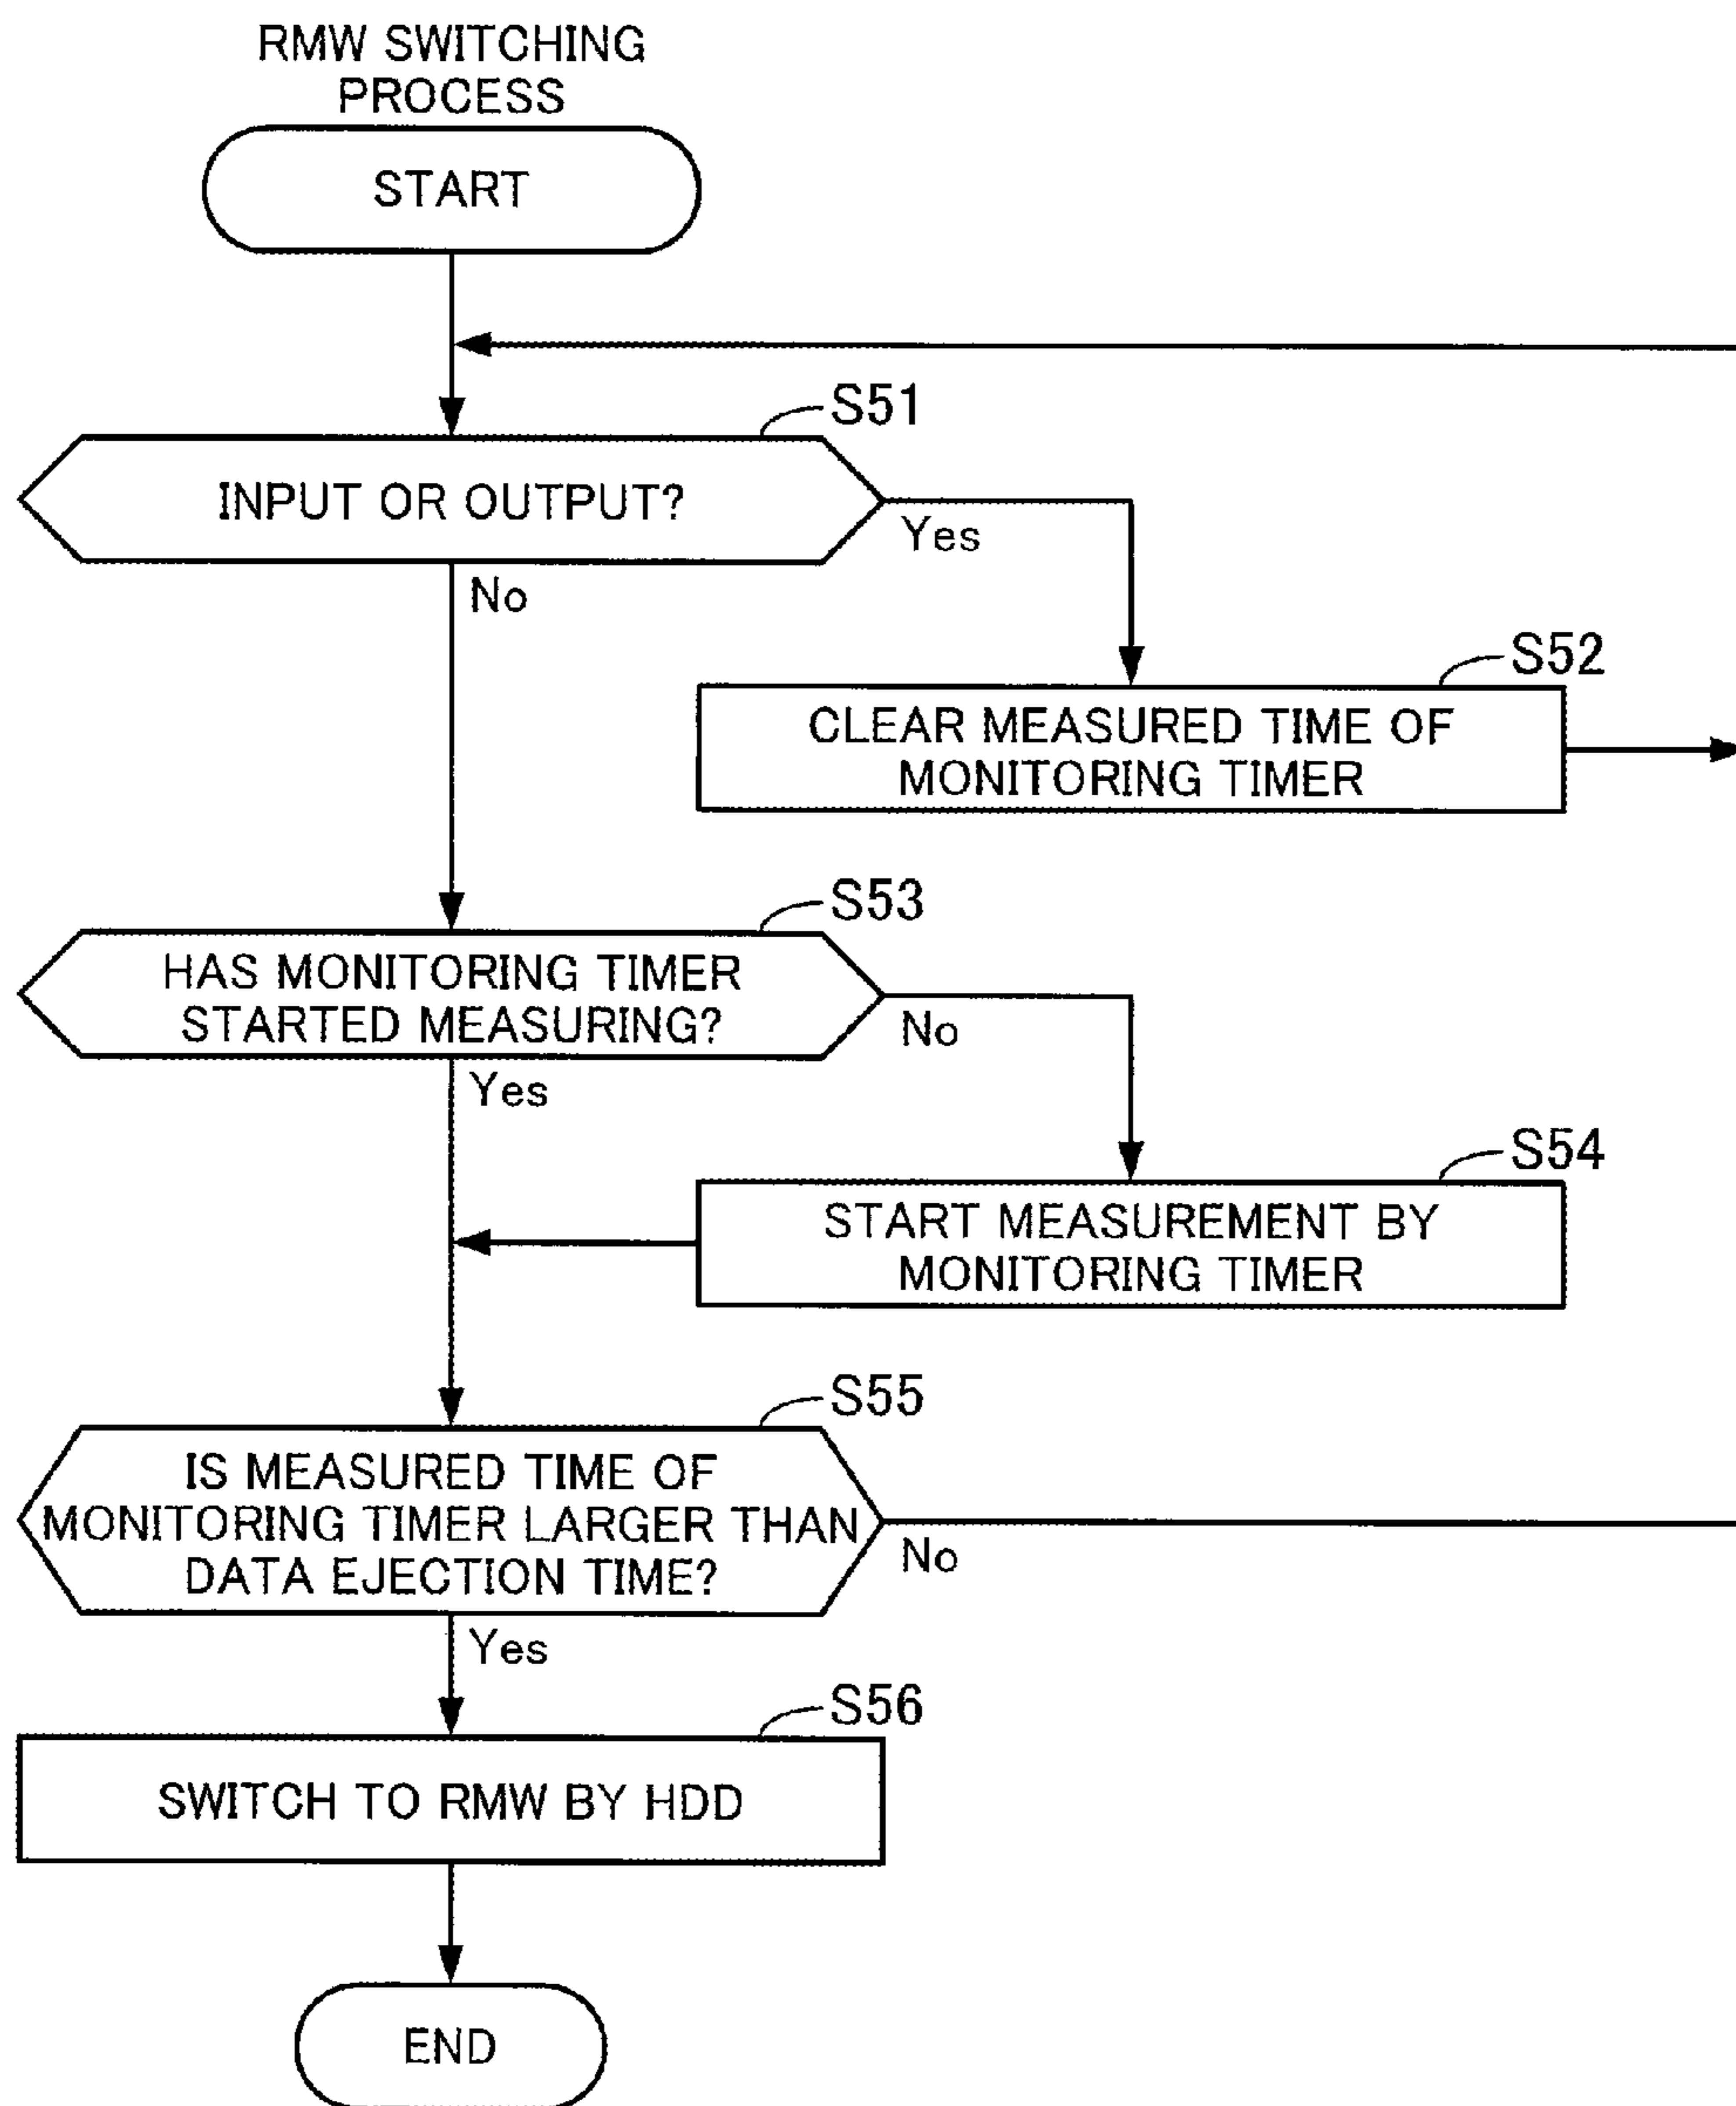 RMW SWITCHING
PROCESS
START
S51
INPUT OR OUTPUT?
Yes
No
S52
CLEAR MEASURED TIME OF
MONITORING TIMER
S53
HAS MONITORING TIMER
STARTED MEASURING?
No
Yes
S54
START MEASUREMENT BY
MONITORING TIMER
S55
IS MEASURED TIME OF
MONITORING TIMER LARGER THAN
DATA EJECTION TIME?
No
Yes
S56
SWITCH TO RMW BY HDD
END